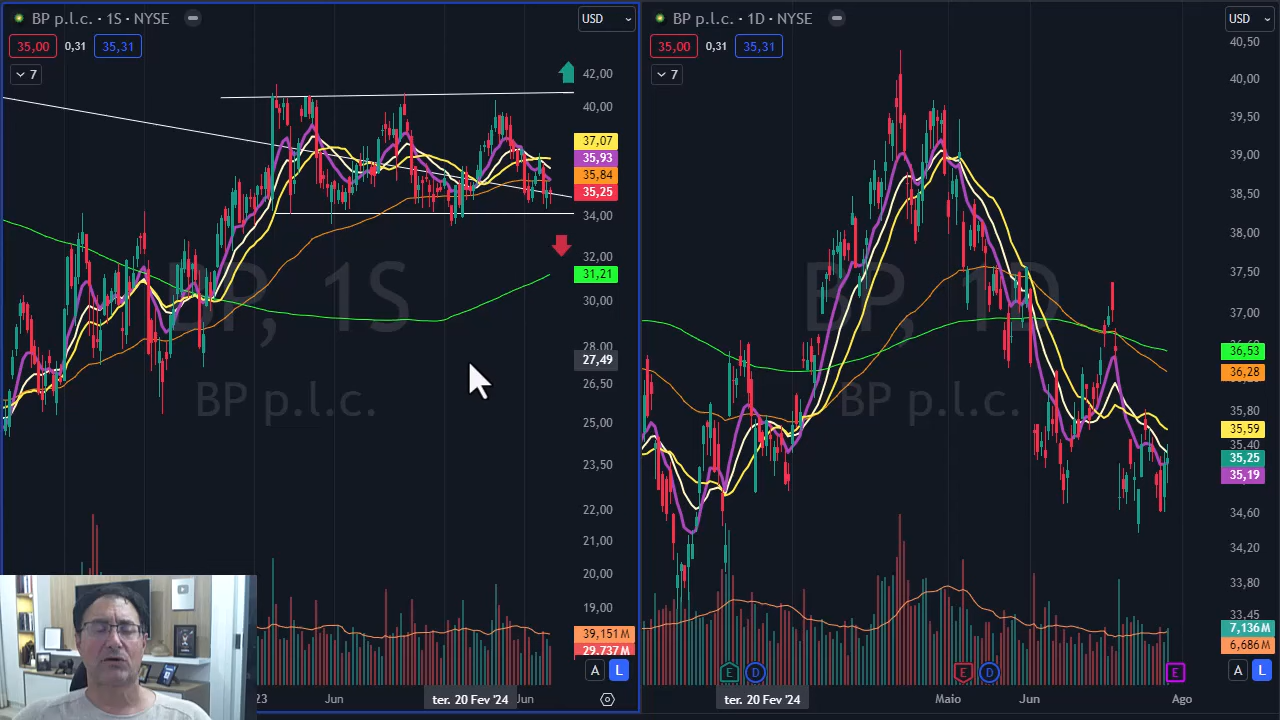 BP p.l.c. · 1S · NYSE
USD
35,00 0,31 35,31
7
42,00
40,00
37,07
35,93
35,84
35,25
34,00
32,00
31,21
30,00
28,00
27,49
26,50
25,00
23,50
22,00
21,00
20,00
19,00
39,151 M
29,737 M
BP, 1S
BP p.l.c.
A L
23 Jun ter. 20 Fev '24 Jun
BP p.l.c. · 1D · NYSE
USD
35,00 0,31 35,31
7
40,50
40,00
39,50
39,00
38,50
38,00
37,50
37,00
36,53
36,28
35,80
35,59
35,40
35,25
35,19
34,60
34,20
33,80
33,45
7,136M
6,686M
BP, 1D
BP p.l.c.
E D E D E
A L
ter. 20 Fev '24 Maio Jun Ago